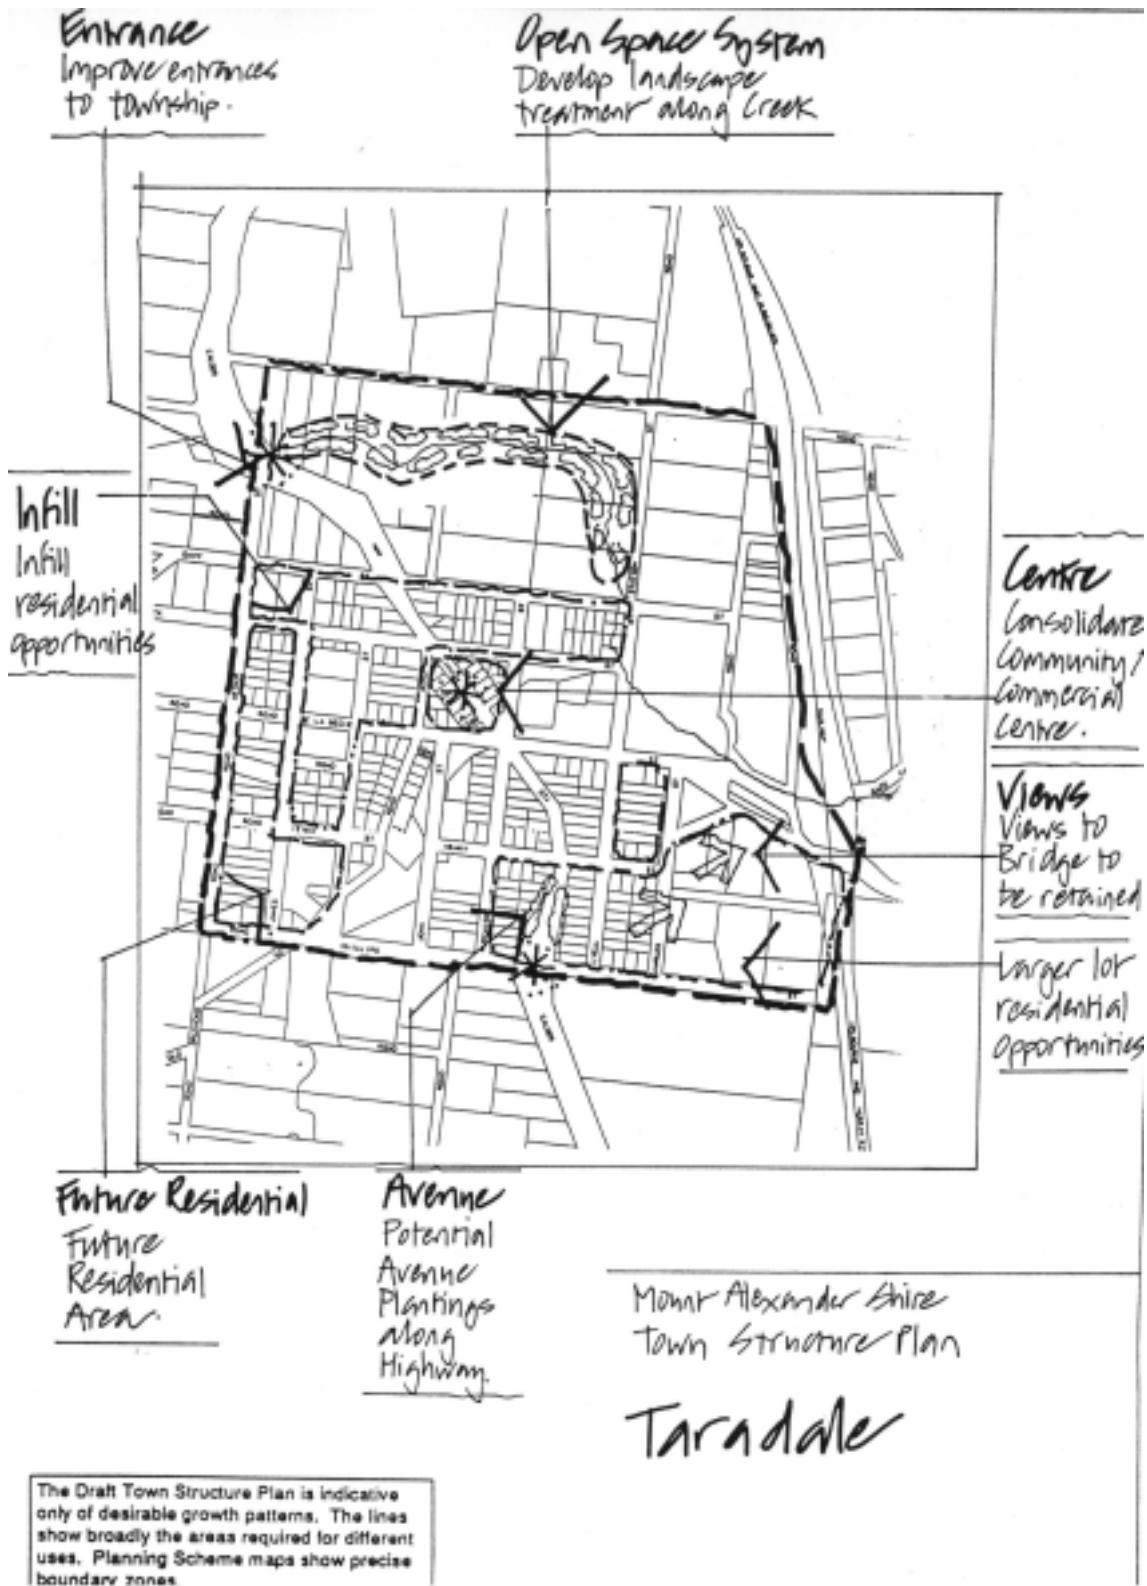 Entrance
Improve entrances
to township.
Open Space System
Develop landscape
treatment along Creek
Infill
Infill
residential
opportunities
Centre
Consolidate
Community/
Commercial
Centre.
Views
Views to
Bridge to
be retained
Larger lot
residential
opportunities
Future Residential
Future
Residential
Area.
Avenue
Potential
Avenue
Plantings
along
Highway.
Mount Alexander Shire
Town Structure Plan
Taradale
The Draft Town Structure Plan is indicative
only of desirable growth patterns. The lines
show broadly the areas required for different
uses. Planning Scheme maps show precise
boundary zones.